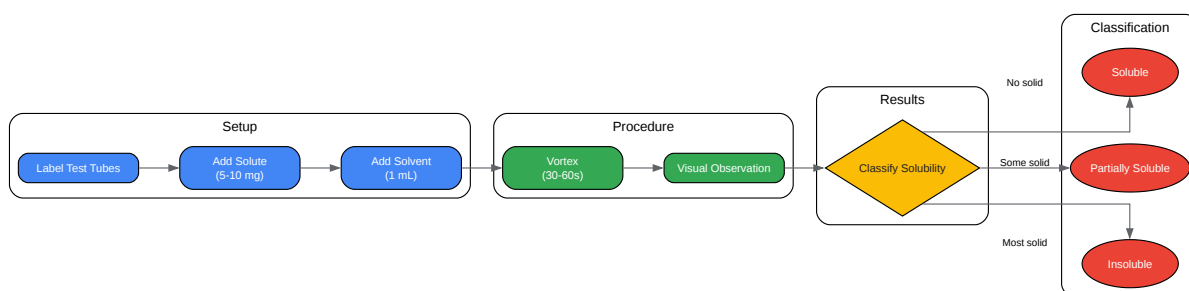 Setup
Label Test Tubes
Add Solute
(5-10 mg)
Add Solvent
(1 mL)
Procedure
Vortex
(30-60s)
Visual Observation
Results
Classify Solubility
No solid
Some solid
Most solid
Classification
Soluble
Partially Soluble
Insoluble